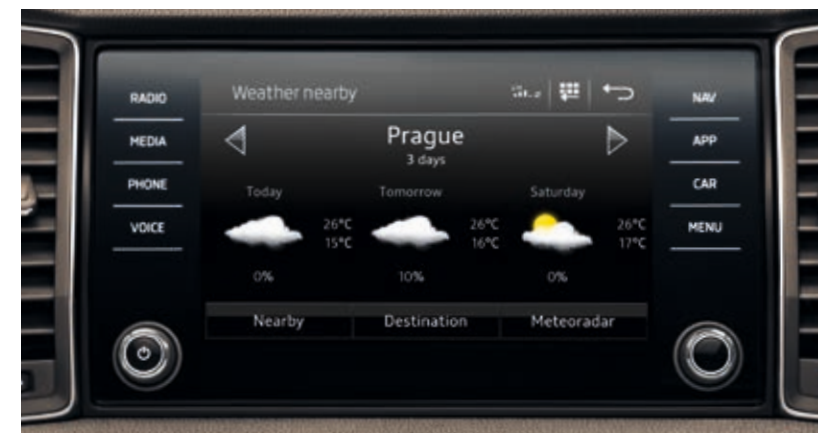 RADIO
MEDIA
PHONE
VOICE
Weather nearby
Prague
3 days
Today
Tomorrow
Saturday
26°C
15°C
26°C
16°C
26°C
17°C
0%
10%
0%
Nearby
Destination
Meteoradar
NAV
APP
CAR
MENU